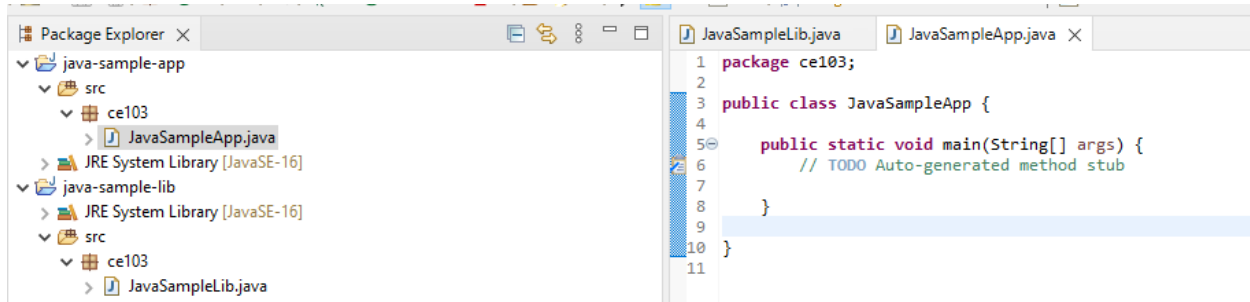 Package Explorer
java-sample-app
src
ce103
JavaSampleApp.java
JRE System Library [JavaSE-16]
java-sample-lib
JRE System Library [JavaSE-16]
src
ce103
JavaSampleLib.java
JavaSampleLib.java JavaSampleApp.java
1 package ce103;
2
3 public class JavaSampleApp {
4
5 public static void main(String[] args) {
6 // TODO Auto-generated method stub
7
8 }
9
10 }
11